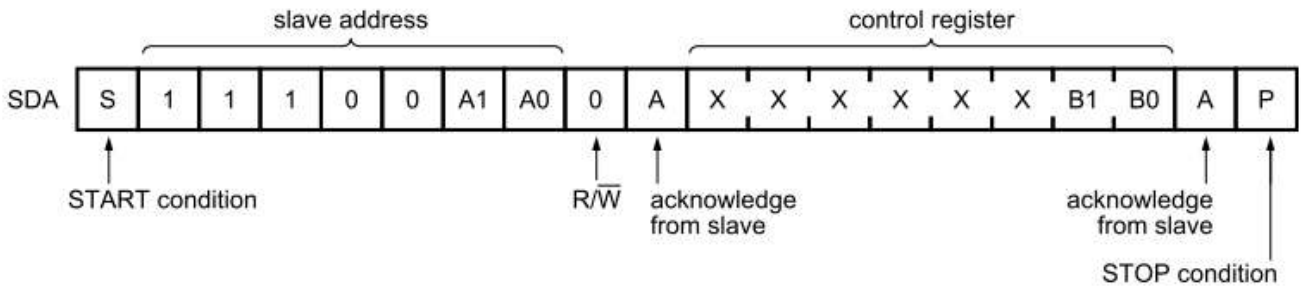 slave address control register
SDA S 1 1 1 0 0 A1 A0 0 A X X X X X X B1 B0 A P
START condition R/W̅ acknowledge from slave acknowledge from slave
STOP condition